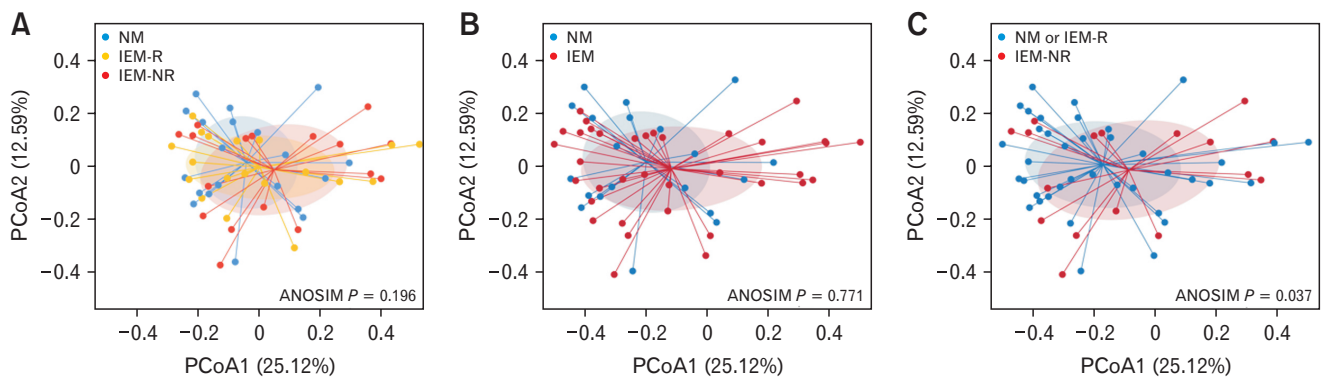 A
NM
IEM-R
IEM-NR
0.4
0.2
0
−0.2
−0.4
PCoA2 (12.59%)
ANOSIM P = 0.196
−0.4 −0.2 0 0.2 0.4
PCoA1 (25.12%)
B
NM
IEM
0.4
0.2
0
−0.2
−0.4
PCoA2 (12.59%)
ANOSIM P = 0.771
−0.4 −0.2 0 0.2 0.4
PCoA1 (25.12%)
C
NM or IEM-R
IEM-NR
0.4
0.2
0
−0.2
−0.4
PCoA2 (12.59%)
ANOSIM P = 0.037
−0.4 −0.2 0 0.2 0.4
PCoA1 (25.12%)